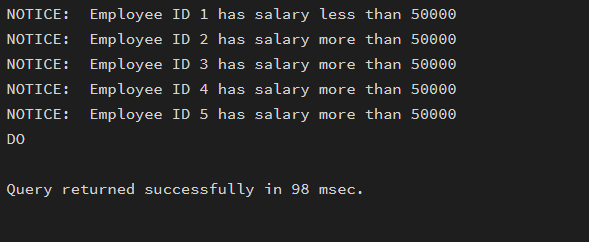 NOTICE:  Employee ID 1 has salary less than 50000
NOTICE:  Employee ID 2 has salary more than 50000
NOTICE:  Employee ID 3 has salary more than 50000
NOTICE:  Employee ID 4 has salary more than 50000
NOTICE:  Employee ID 5 has salary more than 50000
DO
Query returned successfully in 98 msec.